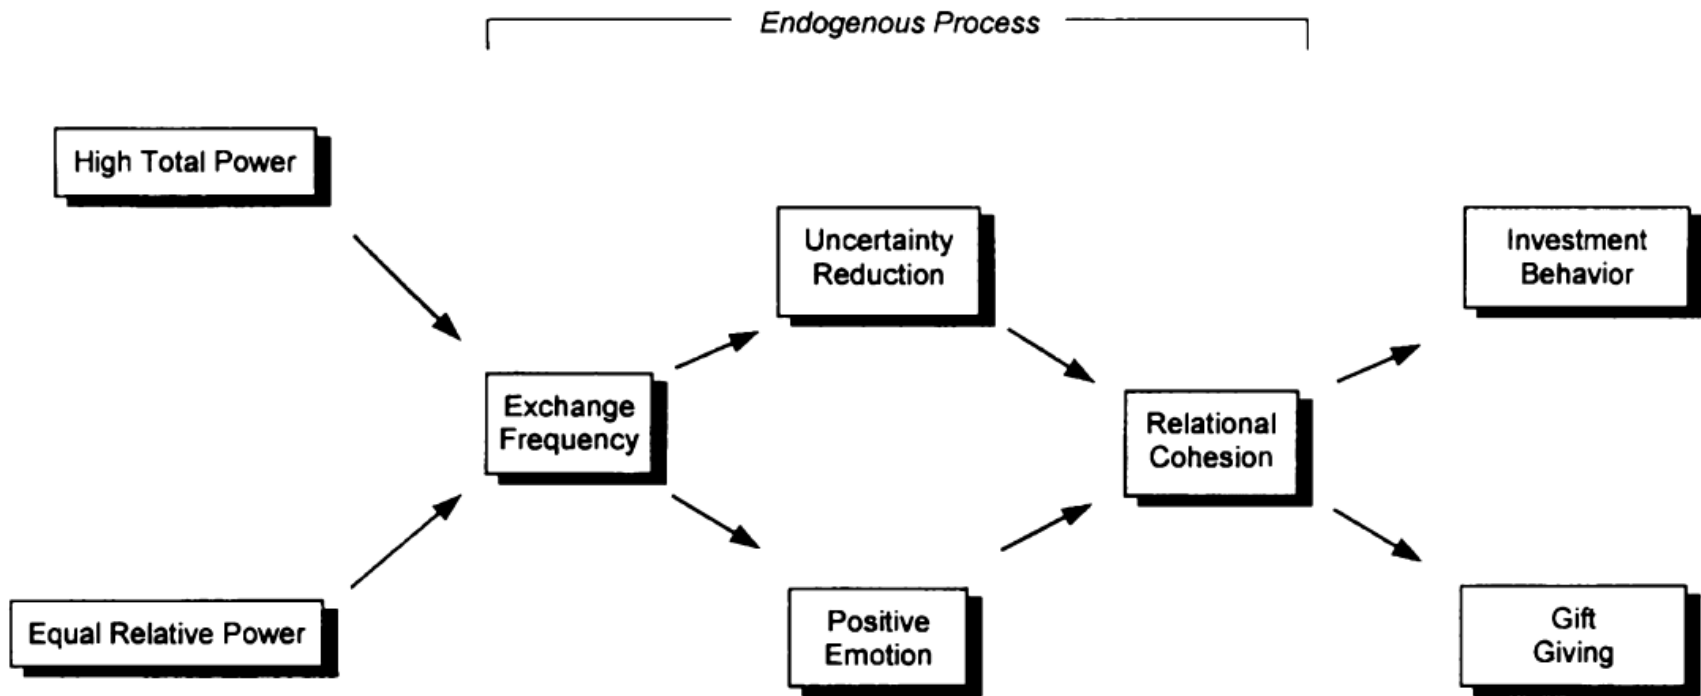 Endogenous Process
High Total Power
Uncertainty
Reduction
Investment
Behavior
Exchange
Frequency
Relational
Cohesion
Equal Relative Power
Positive
Emotion
Gift
Giving